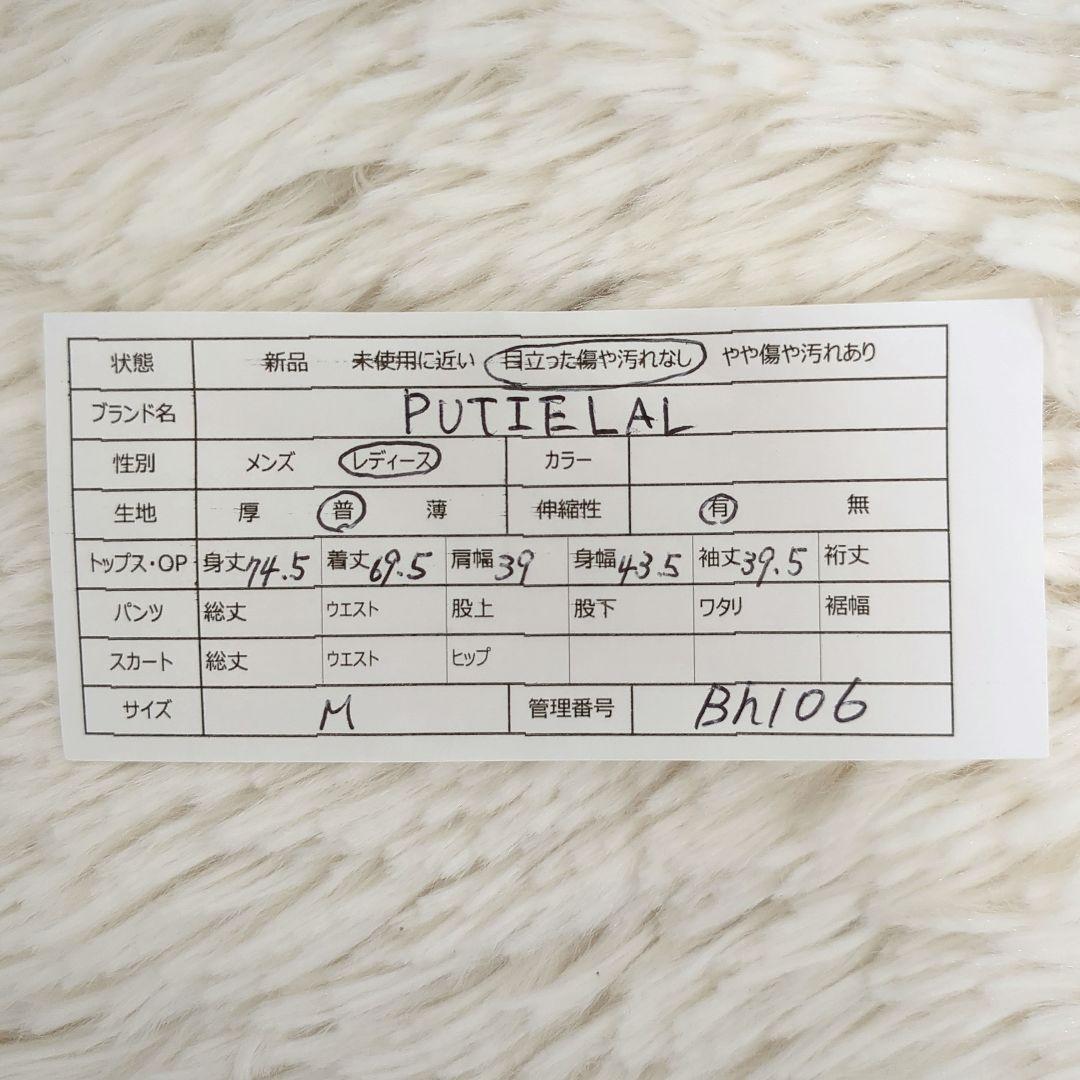 状態 新品 未使用に近い 目立った傷や汚れなし やや傷や汚れあり
ブランド名 PUTIELAL
性別 メンズ レディース カラー
生地 厚 普 薄 伸縮性 有 無
トップス・OP 身丈74.5 着丈69.5 肩幅39 身幅43.5 袖丈39.5 裄丈
パンツ 総丈 ウエスト 股上 股下 ワタリ 裾幅
スカート 総丈 ウエスト ヒップ
サイズ M 管理番号 Bh106